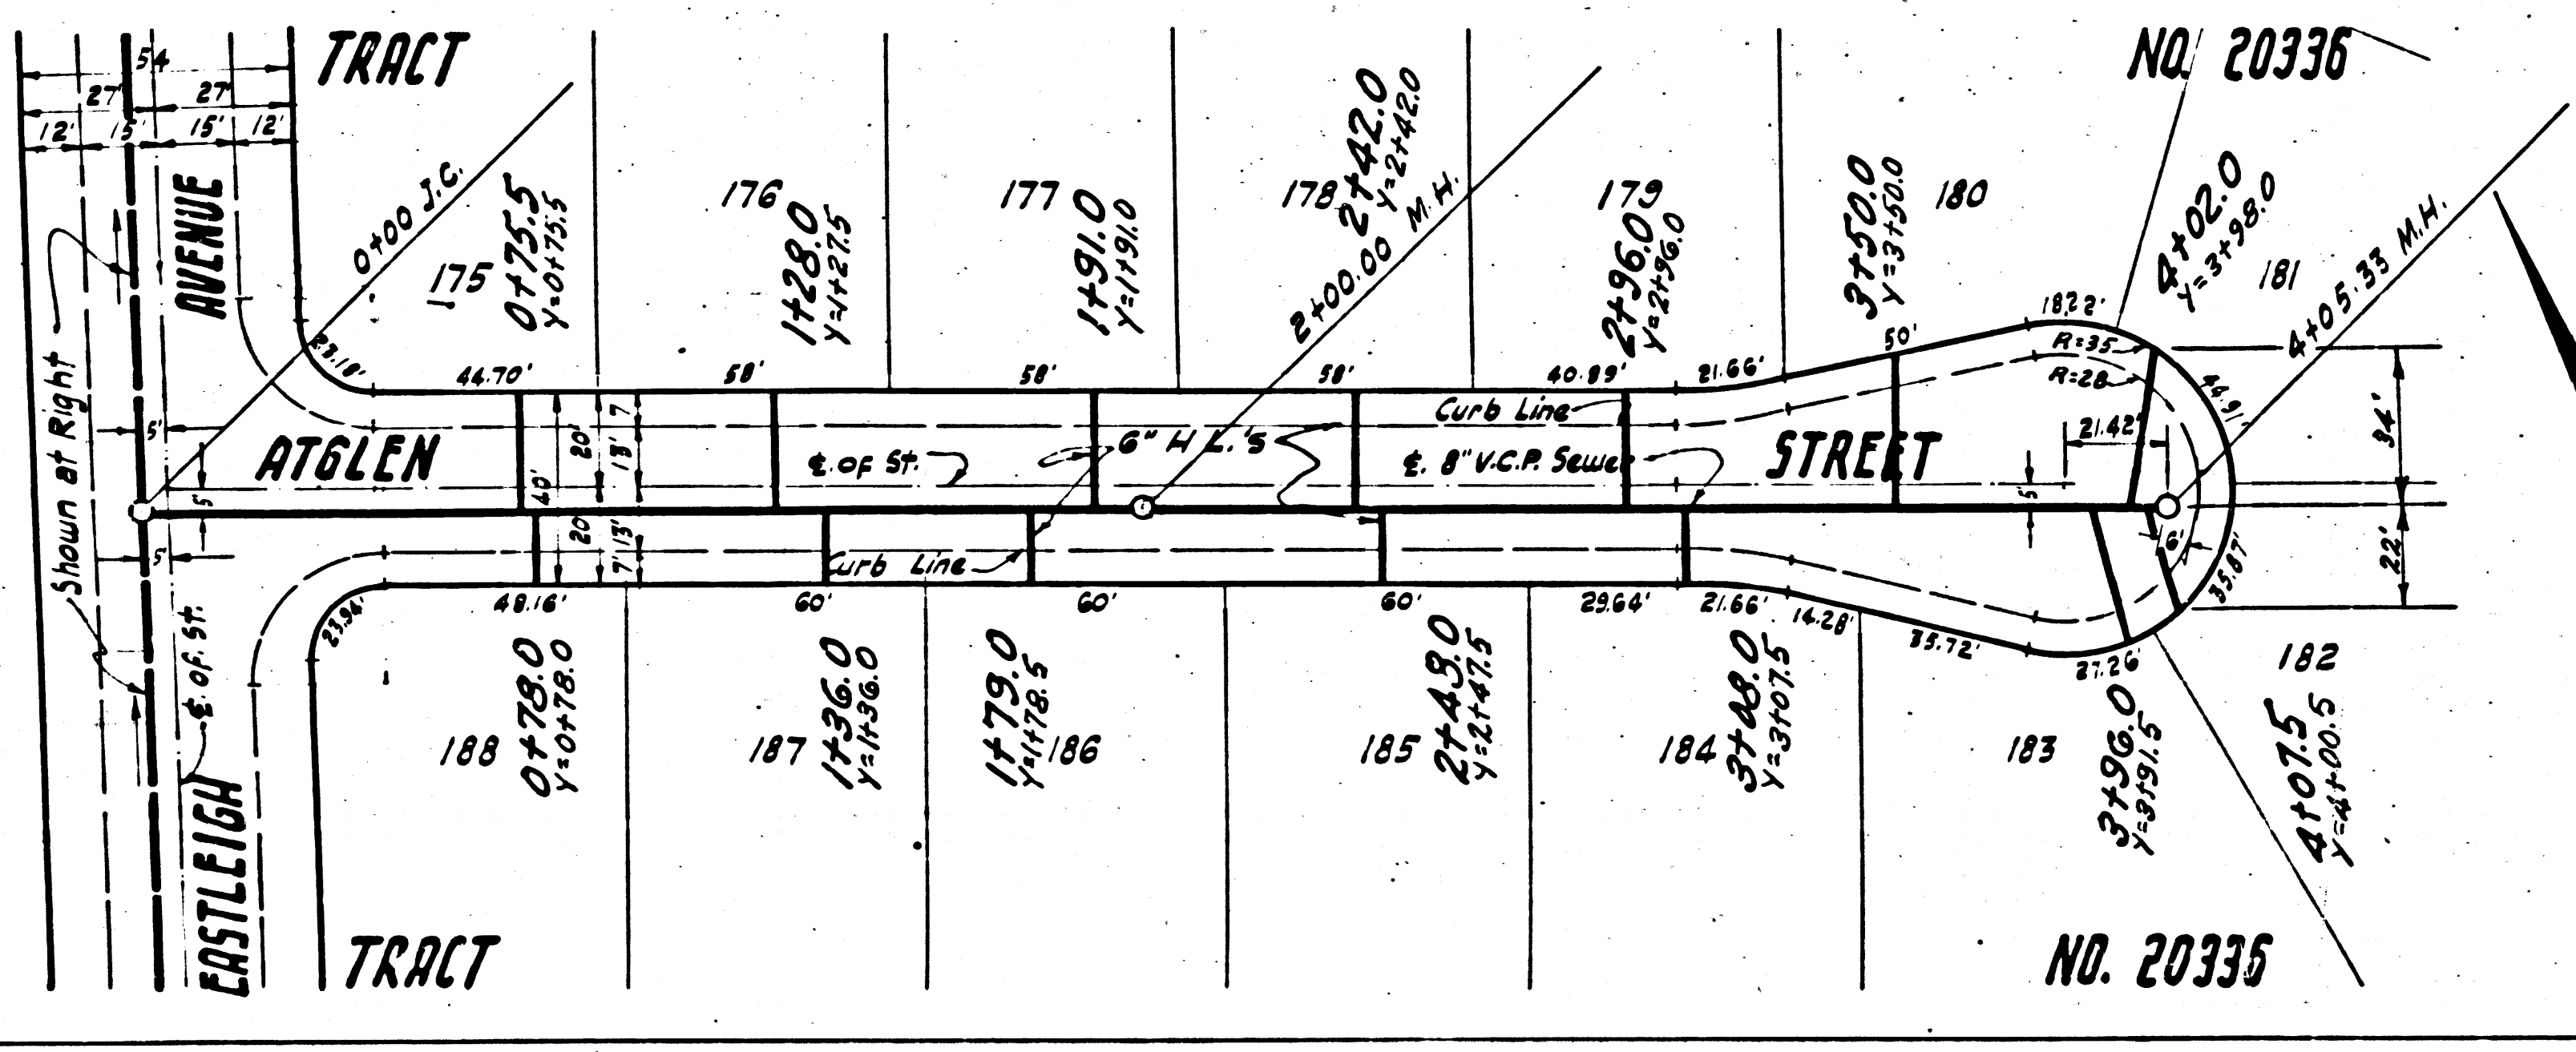 TRACT
NO. 20336
54
27' 27'
12' 15' 15' 12'
AVENUE
Shown at Right
0+00 J.C.
175
0+75.5
Y=0+75.5
176
1+28.0
Y=1+27.5
177
1+91.0
Y=1+91.0
178
2+42.0
Y=2+42.0
2+00.00 M.H.
179
2+96.0
Y=2+96.0
3+50.0
Y=3+50.0
180
4+02.0
Y=3+98.0
181
4+05.33 M.H.
23.18'
44.70'
58'
58'
58'
40.89'
21.66'
50'
18.22'
R=35
R=28
44.91'
34'
21.42'
5'
ATGLEN
20'
7
13'
40'
₵. of St.
6" H.L.'s
Curb Line
₵. 8" V.C.P. Sewer
STREET
5'
5'
5'
20'
13'
7'
Curb Line
6'
22'
35.87'
23.94'
48.16'
60'
60'
60'
29.64'
21.66'
14.28'
35.72'
27.26'
₵. of St.
EASTLEIGH
188
0+78.0
Y=0+78.0
187
1+36.0
Y=1+36.0
1+79.0
Y=1+78.5
186
185
2+48.0
Y=2+47.5
184
3+08.0
Y=3+07.5
183
3+96.0
Y=3+91.5
182
4+07.5
Y=4+00.5
TRACT
NO. 20336